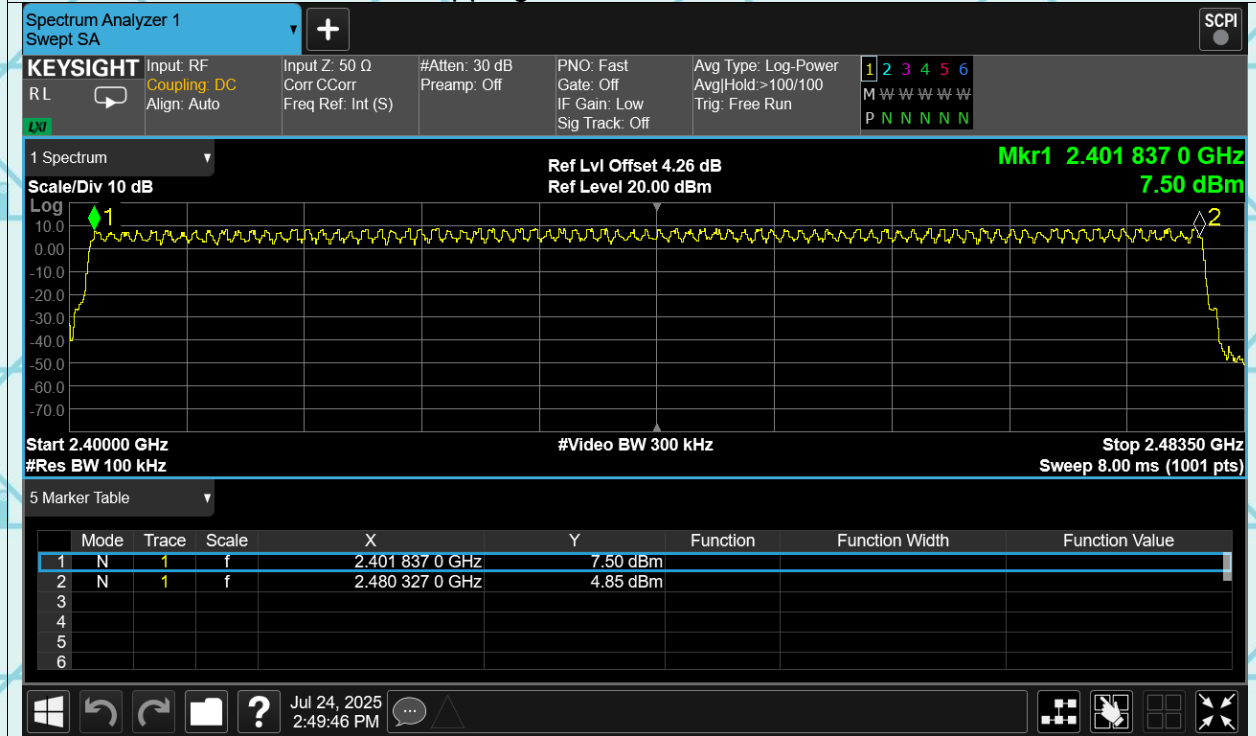 Spectrum Analyzer 1
Swept SA
+
SCPI
KEYSIGHT
RL
LXI
Input: RF
Coupling: DC
Align: Auto
Input Z: 50 Ω
Corr CCorr
Freq Ref: Int (S)
#Atten: 30 dB
Preamp: Off
PNO: Fast
Gate: Off
IF Gain: Low
Sig Track: Off
Avg Type: Log-Power
Avg|Hold:>100/100
Trig: Free Run
1 2 3 4 5 6
M W W W W W
P N N N N N
1 Spectrum
Scale/Div 10 dB
Ref Lvl Offset 4.26 dB
Ref Level 20.00 dBm
Mkr1 2.401 837 0 GHz
7.50 dBm
Log
1
2
10.0
0.00
-10.0
-20.0
-30.0
-40.0
-50.0
-60.0
-70.0
Start 2.40000 GHz
#Video BW 300 kHz
Stop 2.48350 GHz
#Res BW 100 kHz
Sweep 8.00 ms (1001 pts)
5 Marker Table
Mode Trace Scale X Y Function Function Width Function Value
1 N 1 f 2.401 837 0 GHz 7.50 dBm
2 N 1 f 2.480 327 0 GHz 4.85 dBm
3
4
5
6
?
Jul 24, 2025
2:49:46 PM